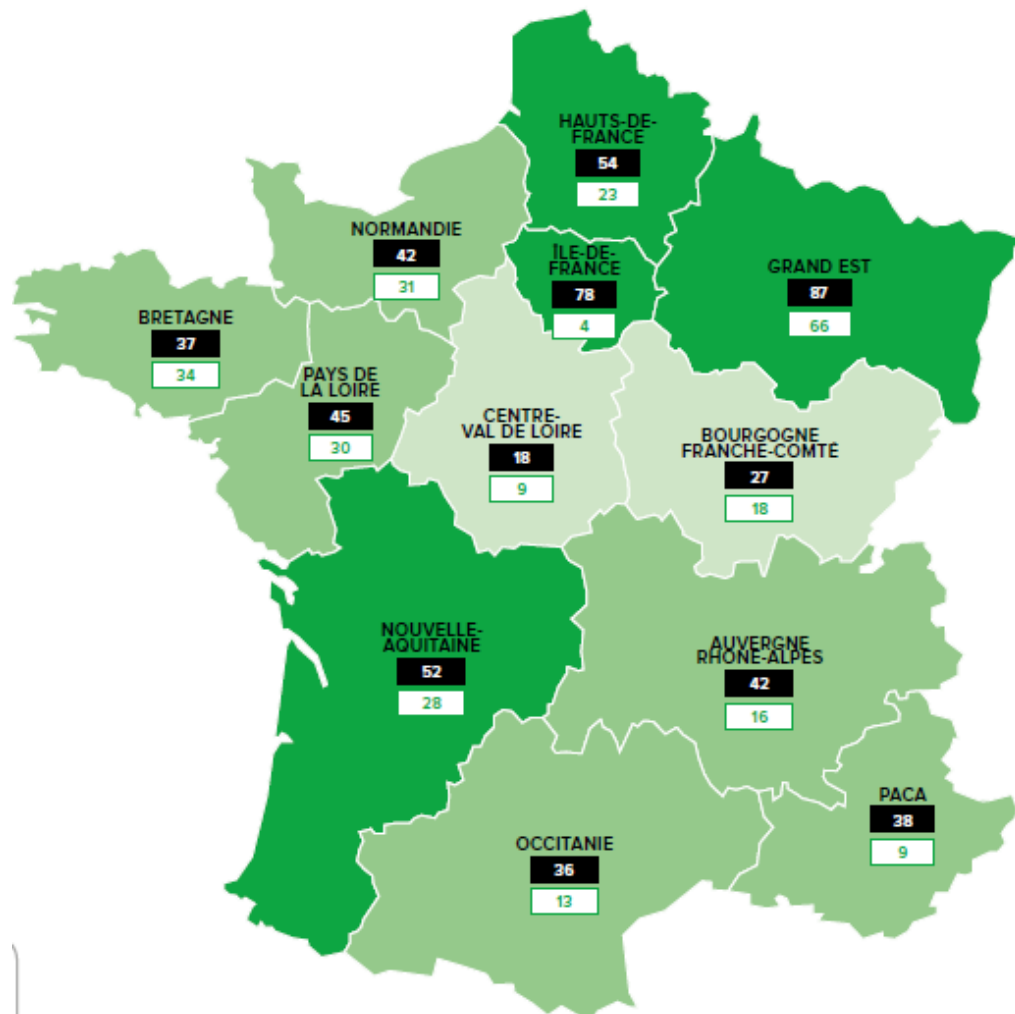 HAUTS-DE-
FRANCE
54
23
NORMANDIE
42
31
ÎLE-DE-
FRANCE
78
4
GRAND EST
87
66
BRETAGNE
37
34
PAYS DE
LA LOIRE
45
30
CENTRE-
VAL DE LOIRE
18
9
BOURGOGNE
FRANCHE-COMTÉ
27
18
NOUVELLE-
AQUITAINE
52
28
AUVERGNE
RHÔNE-ALPES
42
16
PACA
38
9
OCCITANIE
36
13